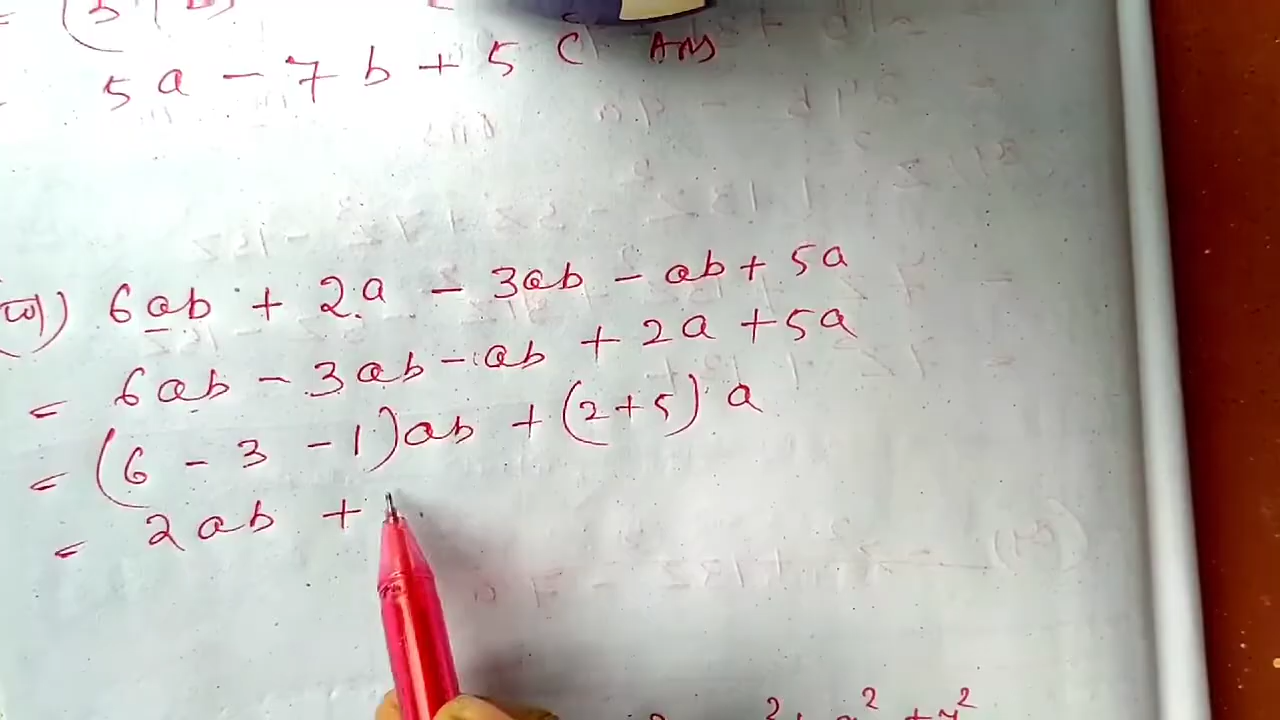 5a - 7b + 5c Ans
6ab + 2a - 3ab - ab + 5a
= 6ab - 3ab - ab + 2a + 5a
= (6 - 3 - 1)ab + (2+5) a
= 2ab +